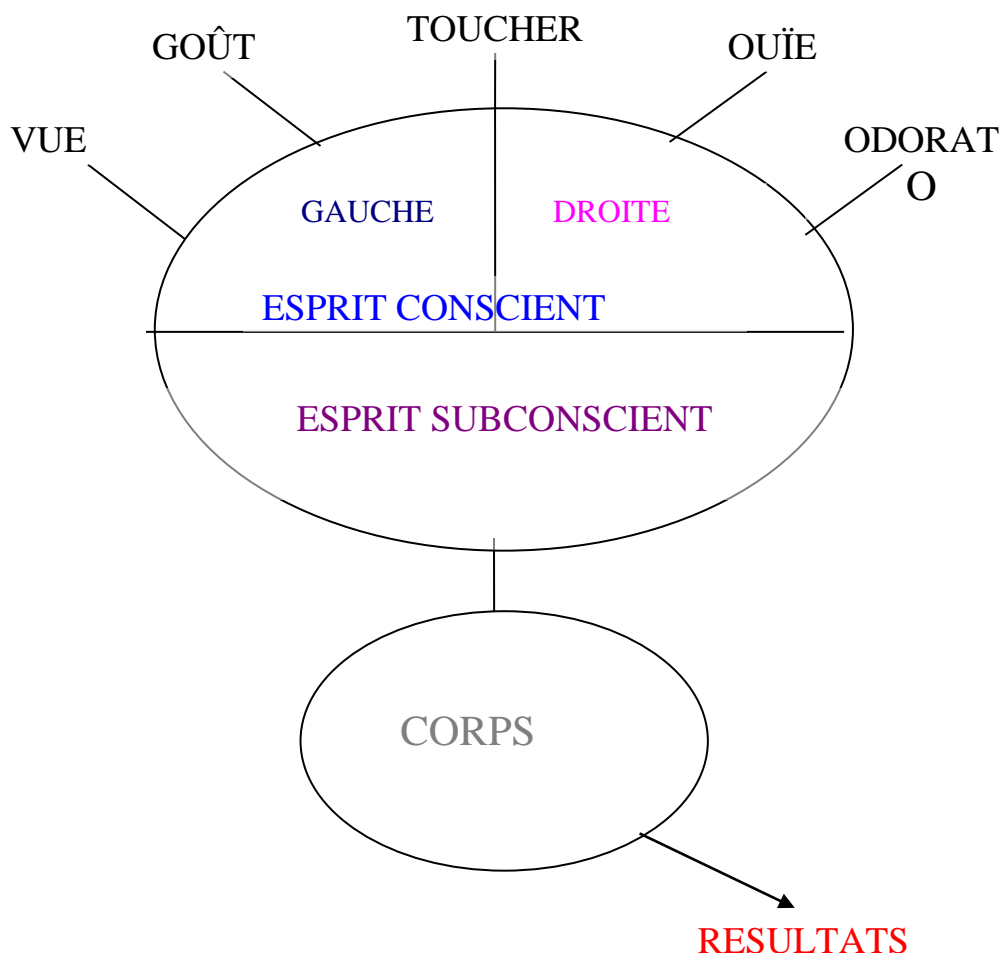 TOUCHER
GOÛT
OUÏE
VUE
ODORAT
O
GAUCHE
DROITE
ESPRIT CONSCIENT
ESPRIT SUBCONSCIENT
CORPS
RESULTATS